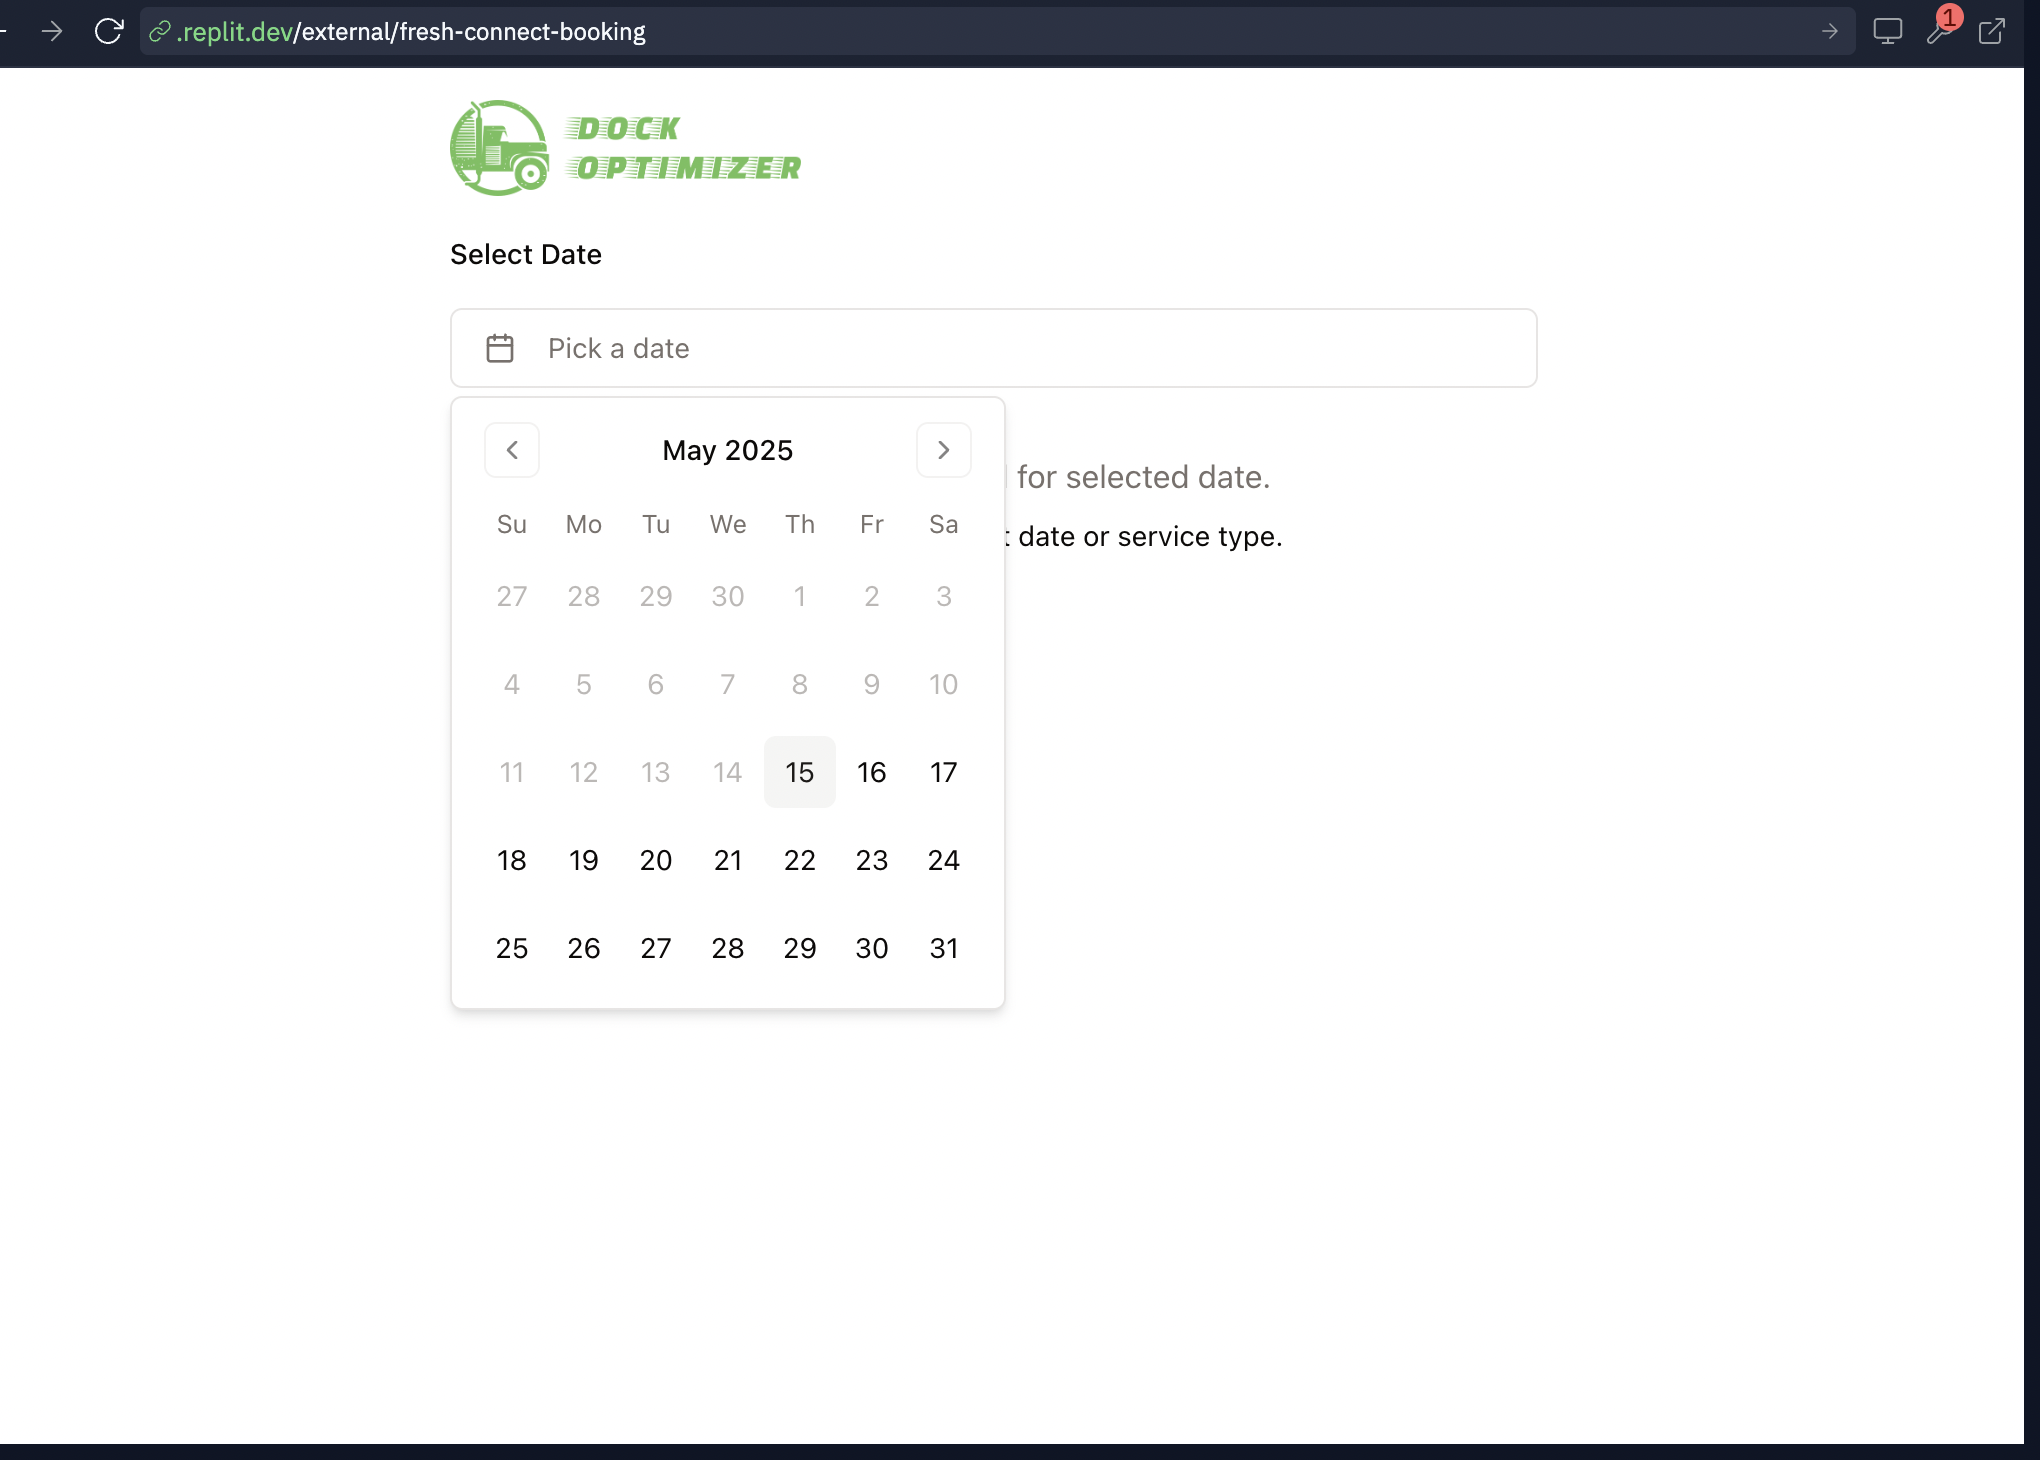 .replit.dev/external/fresh-connect-booking
1
DOCK
OPTIMIZER
Select Date
Pick a date
May 2025
for selected date.
Su Mo Tu We Th Fr Sa
date or service type.
27 28 29 30 1 2 3
4 5 6 7 8 9 10
11 12 13 14 15 16 17
18 19 20 21 22 23 24
25 26 27 28 29 30 31